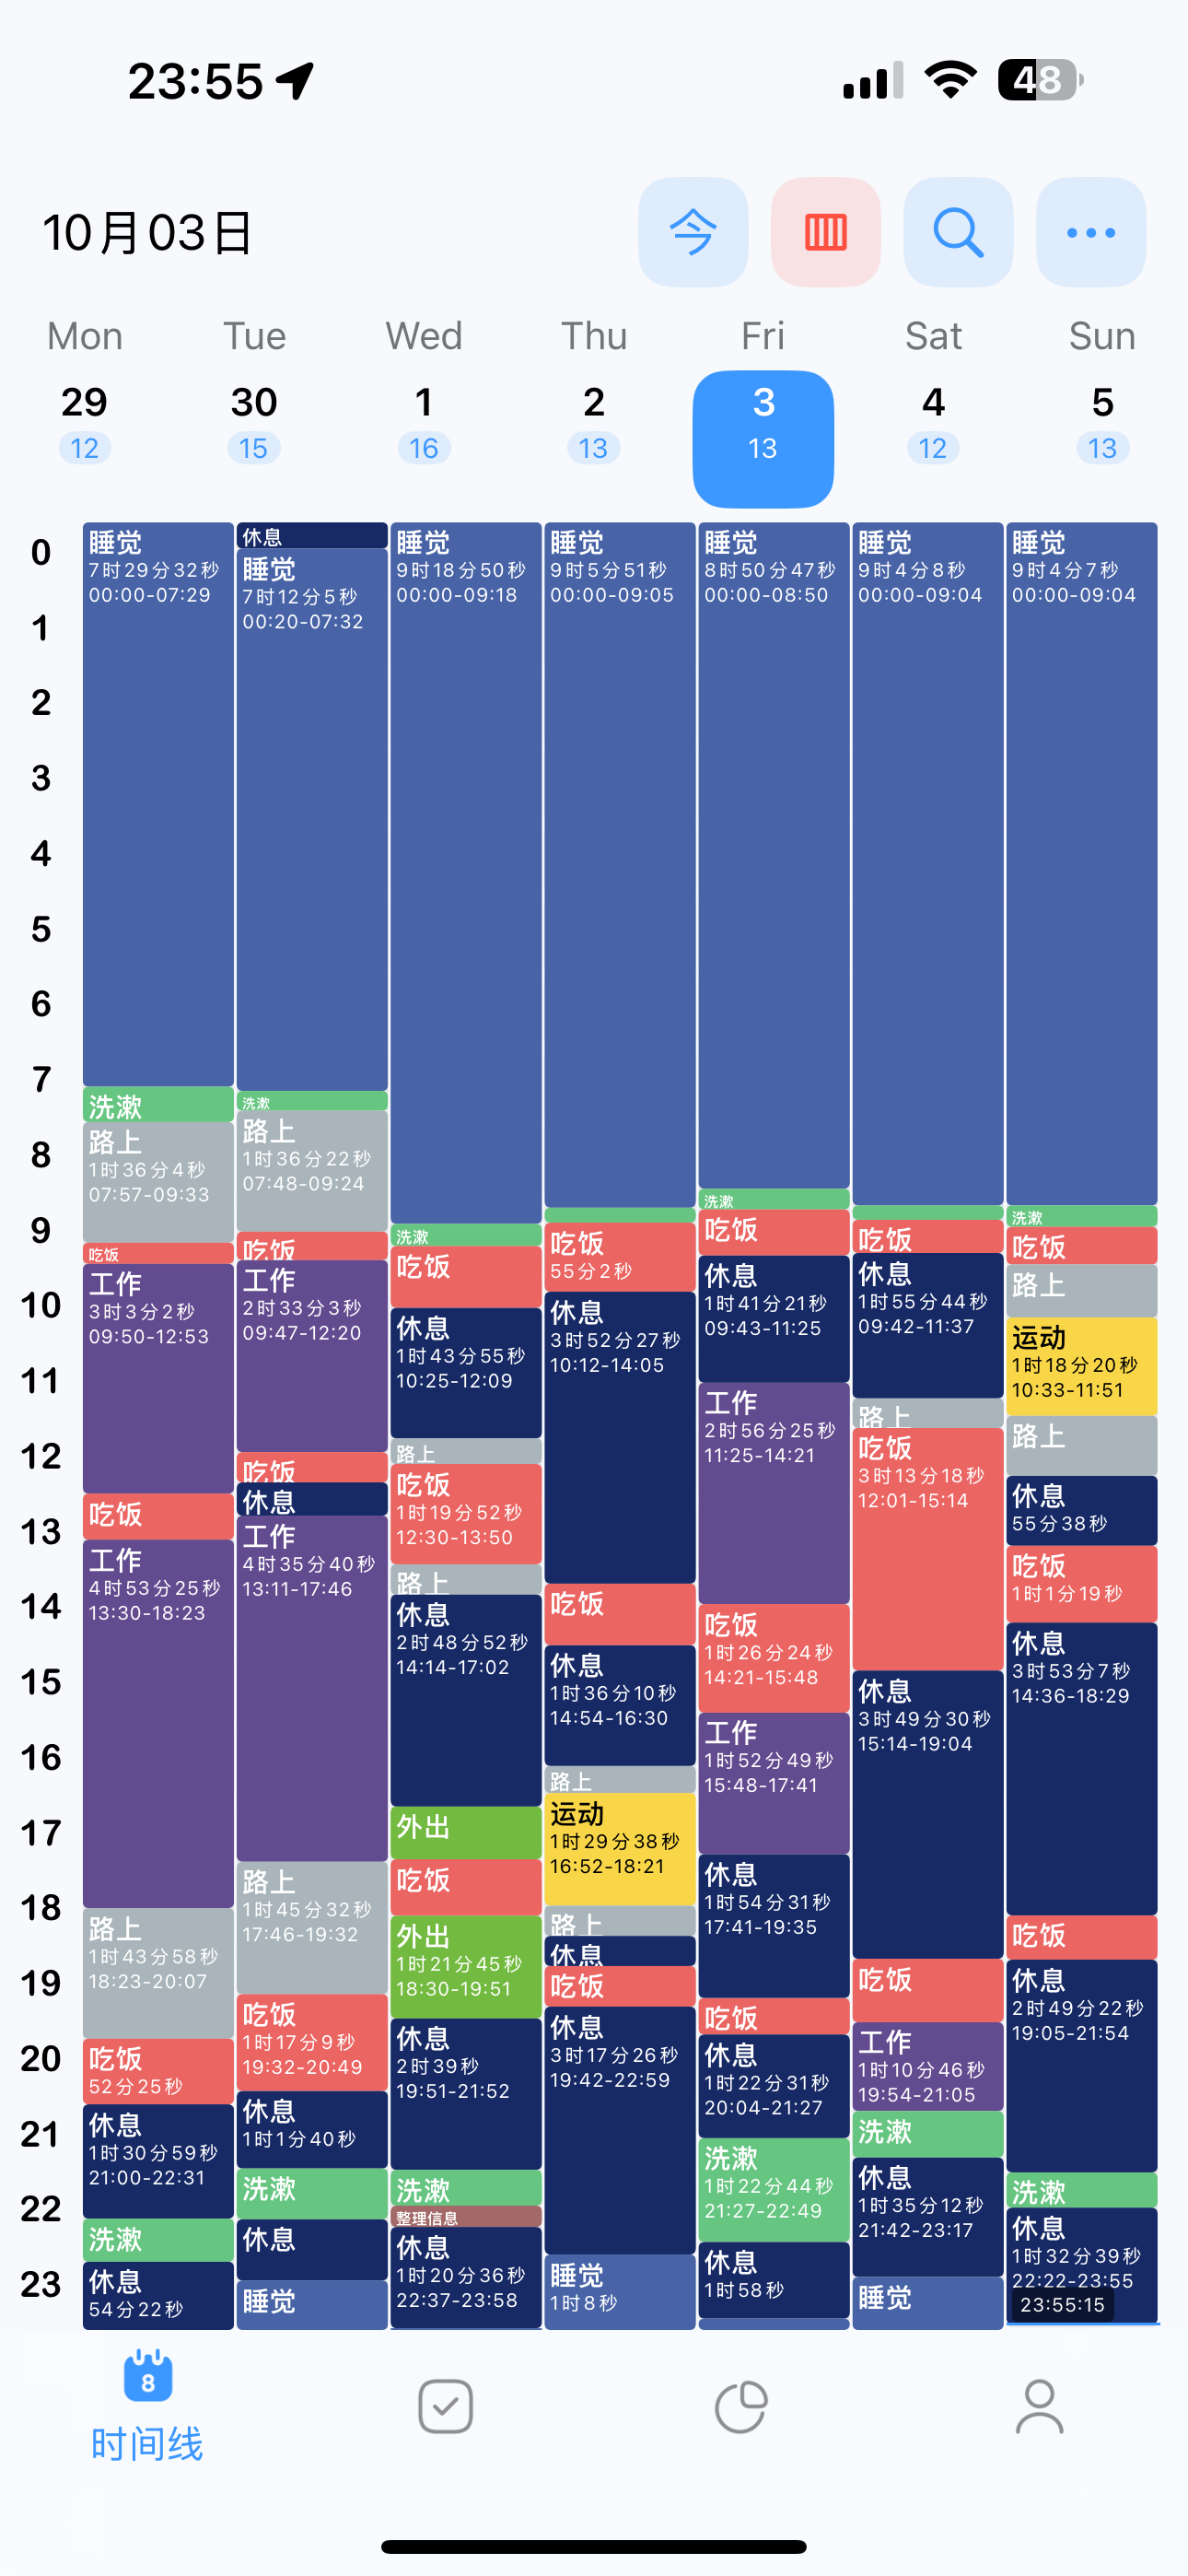 23:55
48
10月03日
今
Mon Tue Wed Thu Fri Sat Sun
29 30 1 2 3 4 5
12 15 16 13 13 12 13
0
1
2
3
4
5
6
7
8
9
10
11
12
13
14
15
16
17
18
19
20
21
22
23
睡觉
7时29分32秒
00:00-07:29
洗漱
路上
1时36分4秒
07:57-09:33
吃饭
工作
3时3分2秒
09:50-12:53
吃饭
工作
4时53分25秒
13:30-18:23
路上
1时43分58秒
18:23-20:07
吃饭
52分25秒
休息
1时30分59秒
21:00-22:31
洗漱
休息
54分22秒
休息
睡觉
7时12分5秒
00:20-07:32
洗漱
路上
1时36分22秒
07:48-09:24
吃饭
工作
2时33分3秒
09:47-12:20
吃饭
休息
工作
4时35分40秒
13:11-17:46
路上
1时45分32秒
17:46-19:32
吃饭
1时17分9秒
19:32-20:49
休息
1时1分40秒
洗漱
休息
睡觉
睡觉
9时18分50秒
00:00-09:18
洗漱
吃饭
休息
1时43分55秒
10:25-12:09
路上
吃饭
1时19分52秒
12:30-13:50
路上
休息
2时48分52秒
14:14-17:02
外出
吃饭
外出
1时21分45秒
18:30-19:51
休息
2时39秒
19:51-21:52
洗漱
整理信息
休息
1时20分36秒
22:37-23:58
睡觉
9时5分51秒
00:00-09:05
吃饭
55分2秒
休息
3时52分27秒
10:12-14:05
吃饭
休息
1时36分10秒
14:54-16:30
路上
运动
1时29分38秒
16:52-18:21
路上
休息
吃饭
休息
3时17分26秒
19:42-22:59
睡觉
1时8秒
睡觉
8时50分47秒
00:00-08:50
洗漱
吃饭
休息
1时41分21秒
09:43-11:25
工作
2时56分25秒
11:25-14:21
吃饭
1时26分24秒
14:21-15:48
工作
1时52分49秒
15:48-17:41
休息
1时54分31秒
17:41-19:35
吃饭
休息
1时22分31秒
20:04-21:27
洗漱
1时22分44秒
21:27-22:49
休息
1时58秒
睡觉
9时4分8秒
00:00-09:04
吃饭
休息
1时55分44秒
09:42-11:37
路上
吃饭
3时13分18秒
12:01-15:14
休息
3时49分30秒
15:14-19:04
吃饭
工作
1时10分46秒
19:54-21:05
洗漱
休息
1时35分12秒
21:42-23:17
睡觉
睡觉
9时4分7秒
00:00-09:04
洗漱
吃饭
路上
运动
1时18分20秒
10:33-11:51
路上
休息
55分38秒
吃饭
1时1分19秒
休息
3时53分7秒
14:36-18:29
吃饭
休息
2时49分22秒
19:05-21:54
洗漱
休息
1时32分39秒
22:22-23:55
23:55:15
8
时间线